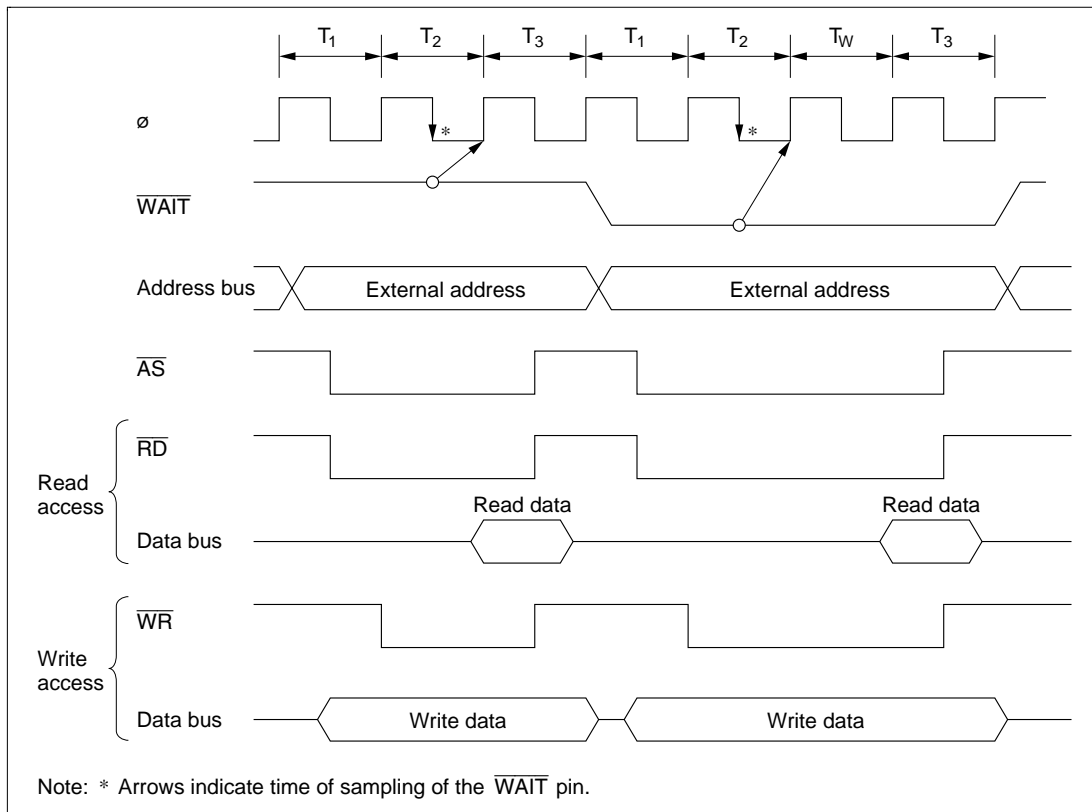 T1 T2 T3 T1 T2 TW T3
ø
*
*
WAIT
Address bus
External address
External address
AS
RD
Read access
Read data
Read data
Data bus
WR
Write access
Data bus
Write data
Write data
Note: * Arrows indicate time of sampling of the WAIT pin.